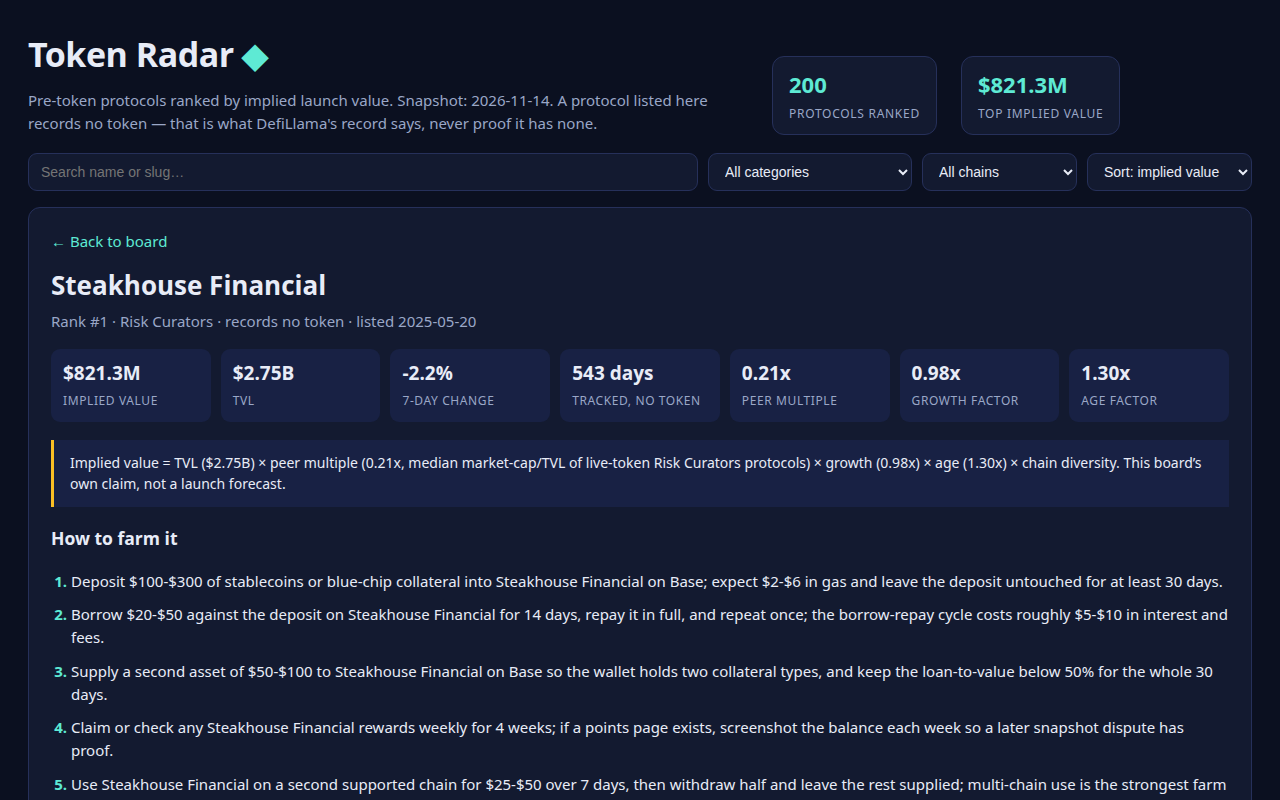 Token Radar ◆
Pre-token protocols ranked by implied launch value. Snapshot: 2026-11-14. A protocol listed here
records no token — that is what DefiLlama's record says, never proof it has none.
200
PROTOCOLS RANKED
$821.3M
TOP IMPLIED VALUE
Search name or slug…
All categories
All chains
Sort: implied value
← Back to board
Steakhouse Financial
Rank #1 · Risk Curators · records no token · listed 2025-05-20
$821.3M
IMPLIED VALUE
$2.75B
TVL
-2.2%
7-DAY CHANGE
543 days
TRACKED, NO TOKEN
0.21x
PEER MULTIPLE
0.98x
GROWTH FACTOR
1.30x
AGE FACTOR
Implied value = TVL ($2.75B) × peer multiple (0.21x, median market-cap/TVL of live-token Risk Curators protocols) × growth (0.98x) × age (1.30x) × chain diversity. This board's
own claim, not a launch forecast.
How to farm it
1. Deposit $100-$300 of stablecoins or blue-chip collateral into Steakhouse Financial on Base; expect $2-$6 in gas and leave the deposit untouched for at least 30 days.
2. Borrow $20-$50 against the deposit on Steakhouse Financial for 14 days, repay it in full, and repeat once; the borrow-repay cycle costs roughly $5-$10 in interest and
fees.
3. Supply a second asset of $50-$100 to Steakhouse Financial on Base so the wallet holds two collateral types, and keep the loan-to-value below 50% for the whole 30
days.
4. Claim or check any Steakhouse Financial rewards weekly for 4 weeks; if a points page exists, screenshot the balance each week so a later snapshot dispute has
proof.
5. Use Steakhouse Financial on a second supported chain for $25-$50 over 7 days, then withdraw half and leave the rest supplied; multi-chain use is the strongest farm